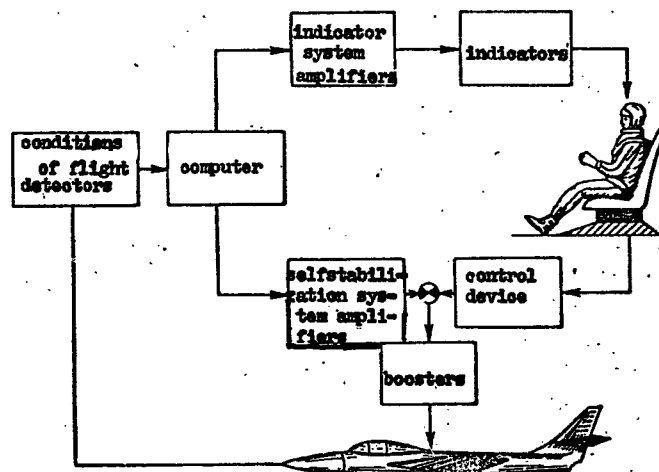 indicator
system
amplifiers
indicators
conditions
of flight
detectors
computer
selfstabili-
zation sys-
tem ampli-
fiers
control
device
boosters